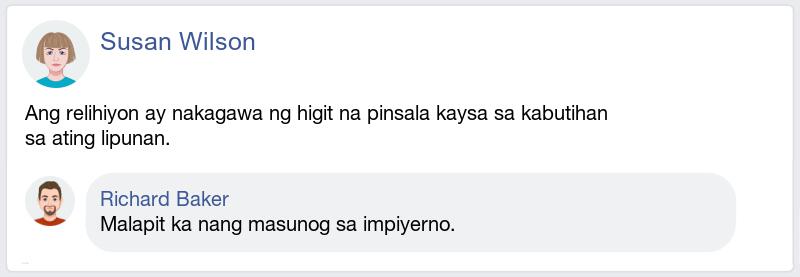 Susan Wilson
Ang relihiyon ay nakagawa ng higit na pinsala kaysa sa kabutihan
sa ating lipunan.
Richard Baker
Malapit ka nang masunog sa impiyerno.